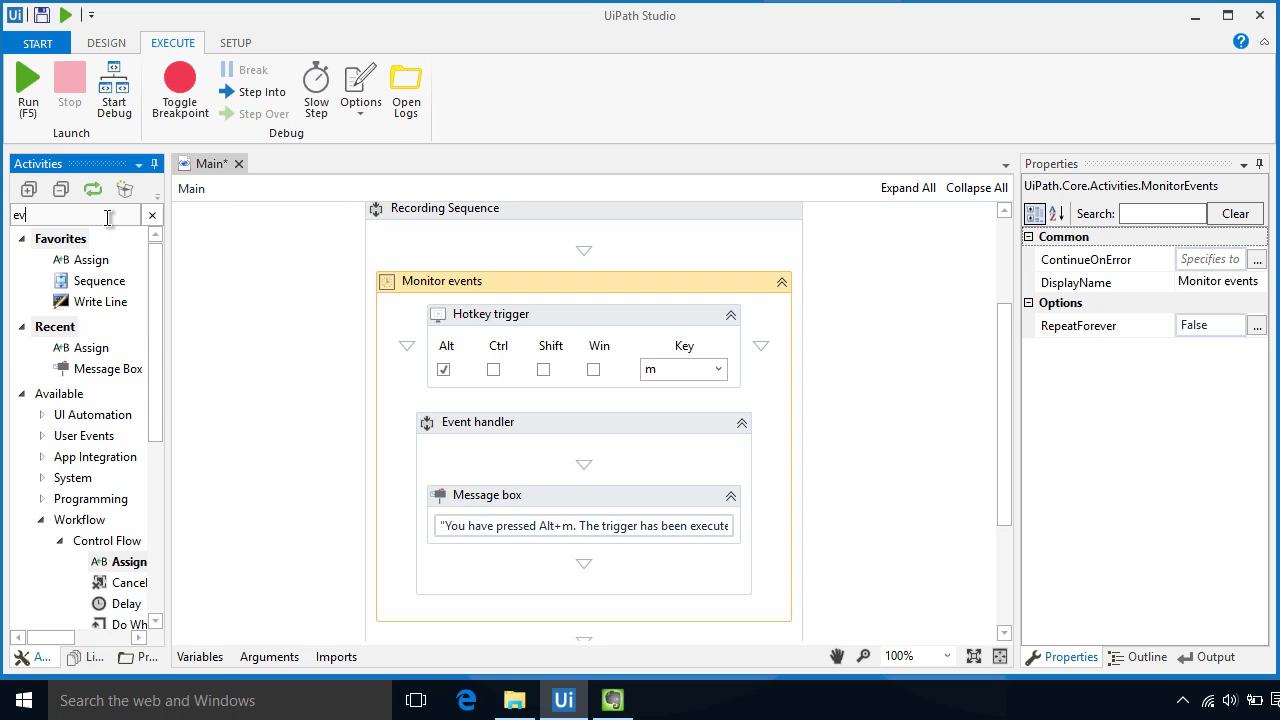 Ui
UiPath Studio
START DESIGN EXECUTE SETUP
Run
(F5)
Stop
Start
Debug
Launch
Toggle
Breakpoint
Break
Step Into
Step Over
Slow
Step
Options
Open
Logs
Debug
Activities
ev
Favorites
A+B Assign
Sequence
Write Line
Recent
A+B Assign
Message Box
Available
UI Automation
User Events
App Integration
System
Programming
Workflow
Control Flow
A+B Assign
Cancel
Delay
Do Wh
A... Li... Pr...
Main*
Main Expand All Collapse All
Recording Sequence
Monitor events
Hotkey trigger
Alt Ctrl Shift Win Key
m
Event handler
Message box
"You have pressed Alt+m. The trigger has been execute
Variables Arguments Imports 100%
Properties
UiPath.Core.Activities.MonitorEvents
Search: Clear
Common
ContinueOnError Specifies to ...
DisplayName Monitor events
Options
RepeatForever False ...
Properties Outline Output
Search the web and Windows
Ui